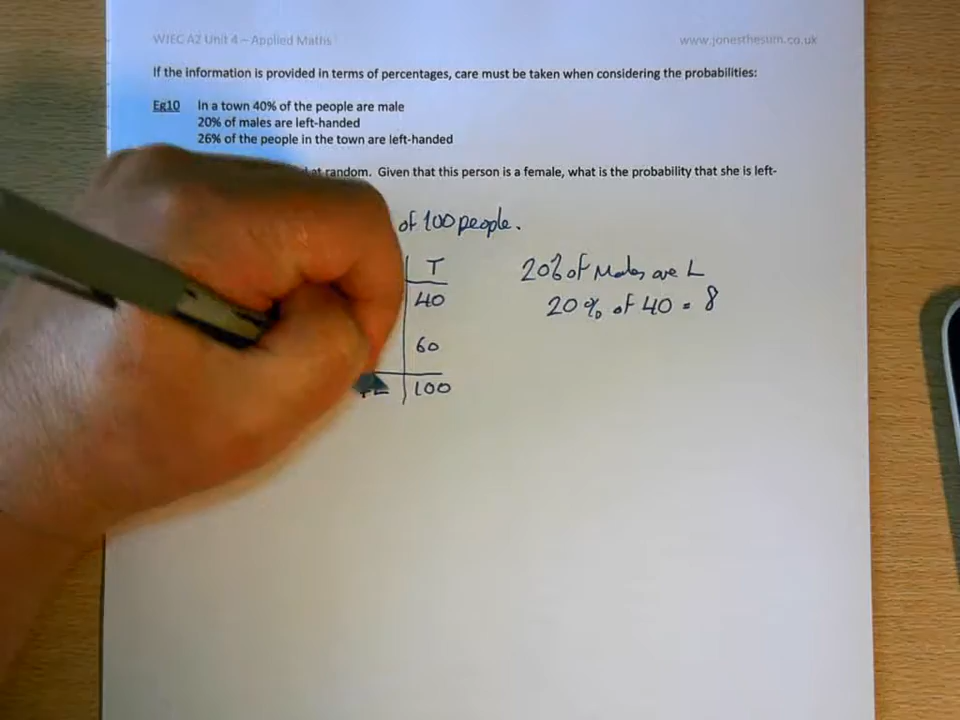 WJEC A2 Unit 4 – Applied Maths www.jonesthesum.co.uk
If the information is provided in terms of percentages, care must be taken when considering the probabilities:
Eg10 In a town 40% of the people are male
20% of males are left-handed
26% of the people in the town are left-handed
at random. Given that this person is a female, what is the probability that she is left-
of 100 people.
T 20% of Males are L
40 20% of 40 = 8
60
100